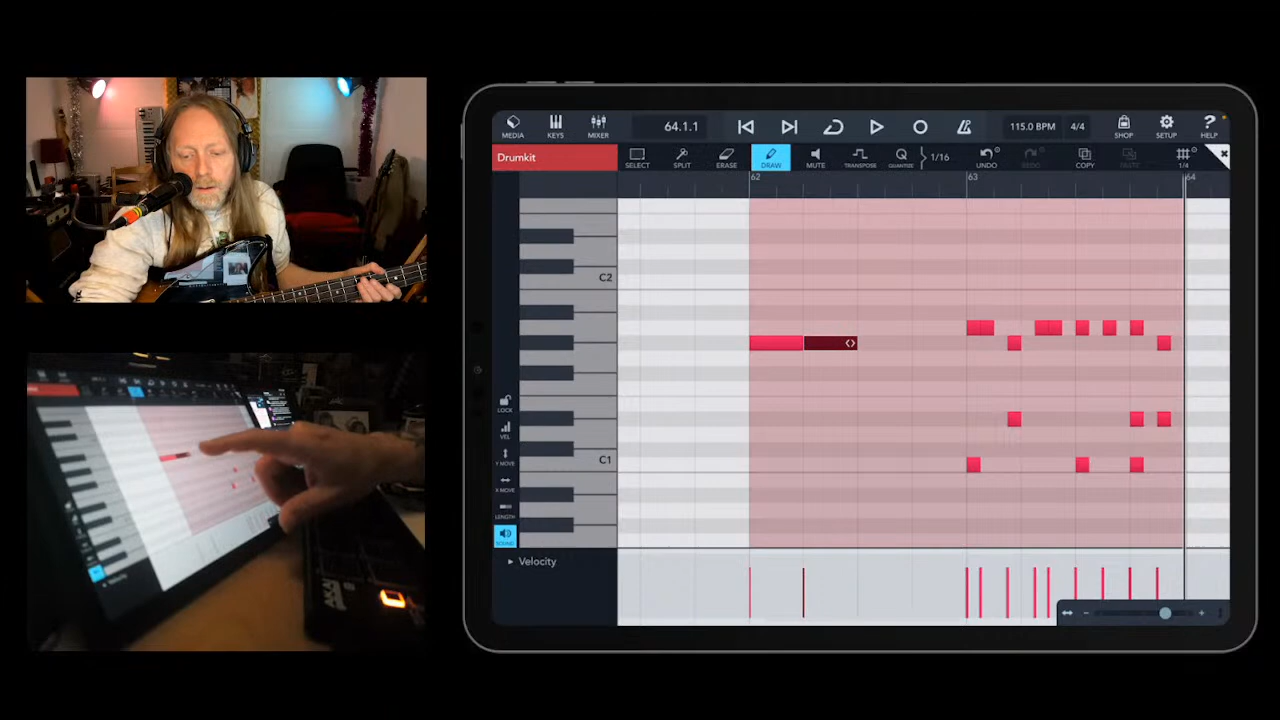 MEDIA
KEYS
MIXER
64.1.1
115.0 BPM
4/4
SHOP
SETUP
HELP
Drumkit
SELECT
SPLIT
ERASE
DRAW
MUTE
TRANSPOSE
QUANTIZE
1/16
UNDO
REDO
COPY
PASTE
1/4
62
63
64
C2
C1
LOCK
VEL
Y MOVE
X MOVE
LENGTH
SOUND
Velocity
AKAI